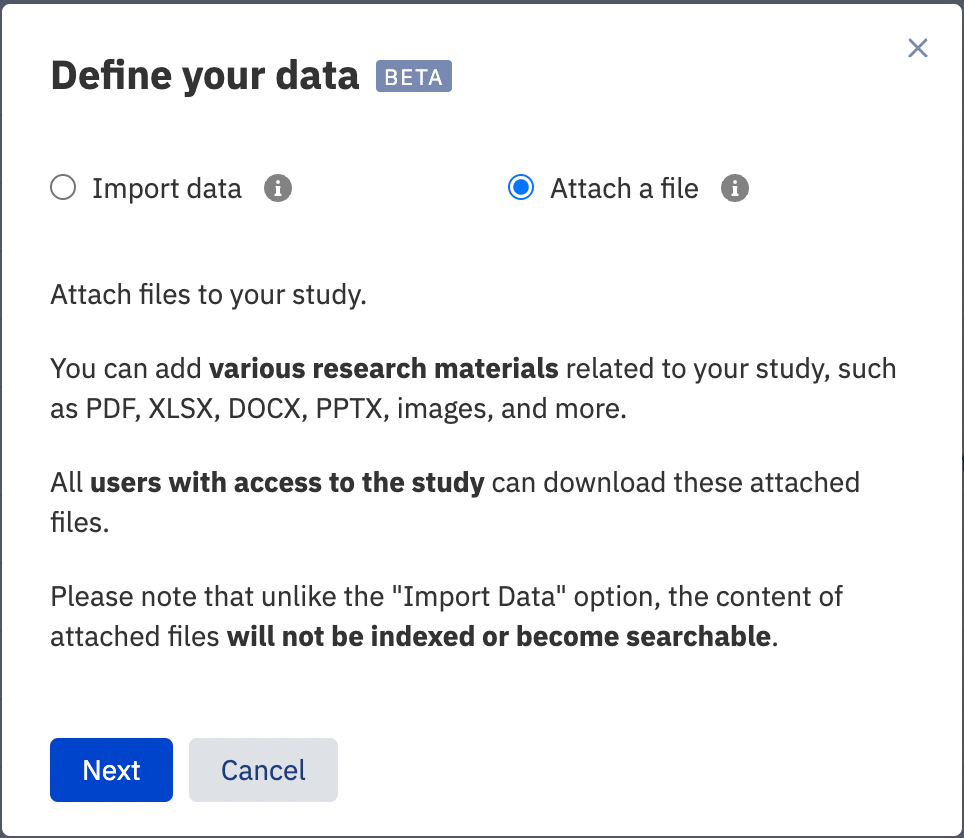 Define your data BETA
Import data
Attach a file
Attach files to your study.
You can add various research materials related to your study, such
as PDF, XLSX, DOCX, PPTX, images, and more.
All users with access to the study can download these attached
files.
Please note that unlike the "Import Data" option, the content of
attached files will not be indexed or become searchable.
Next
Cancel